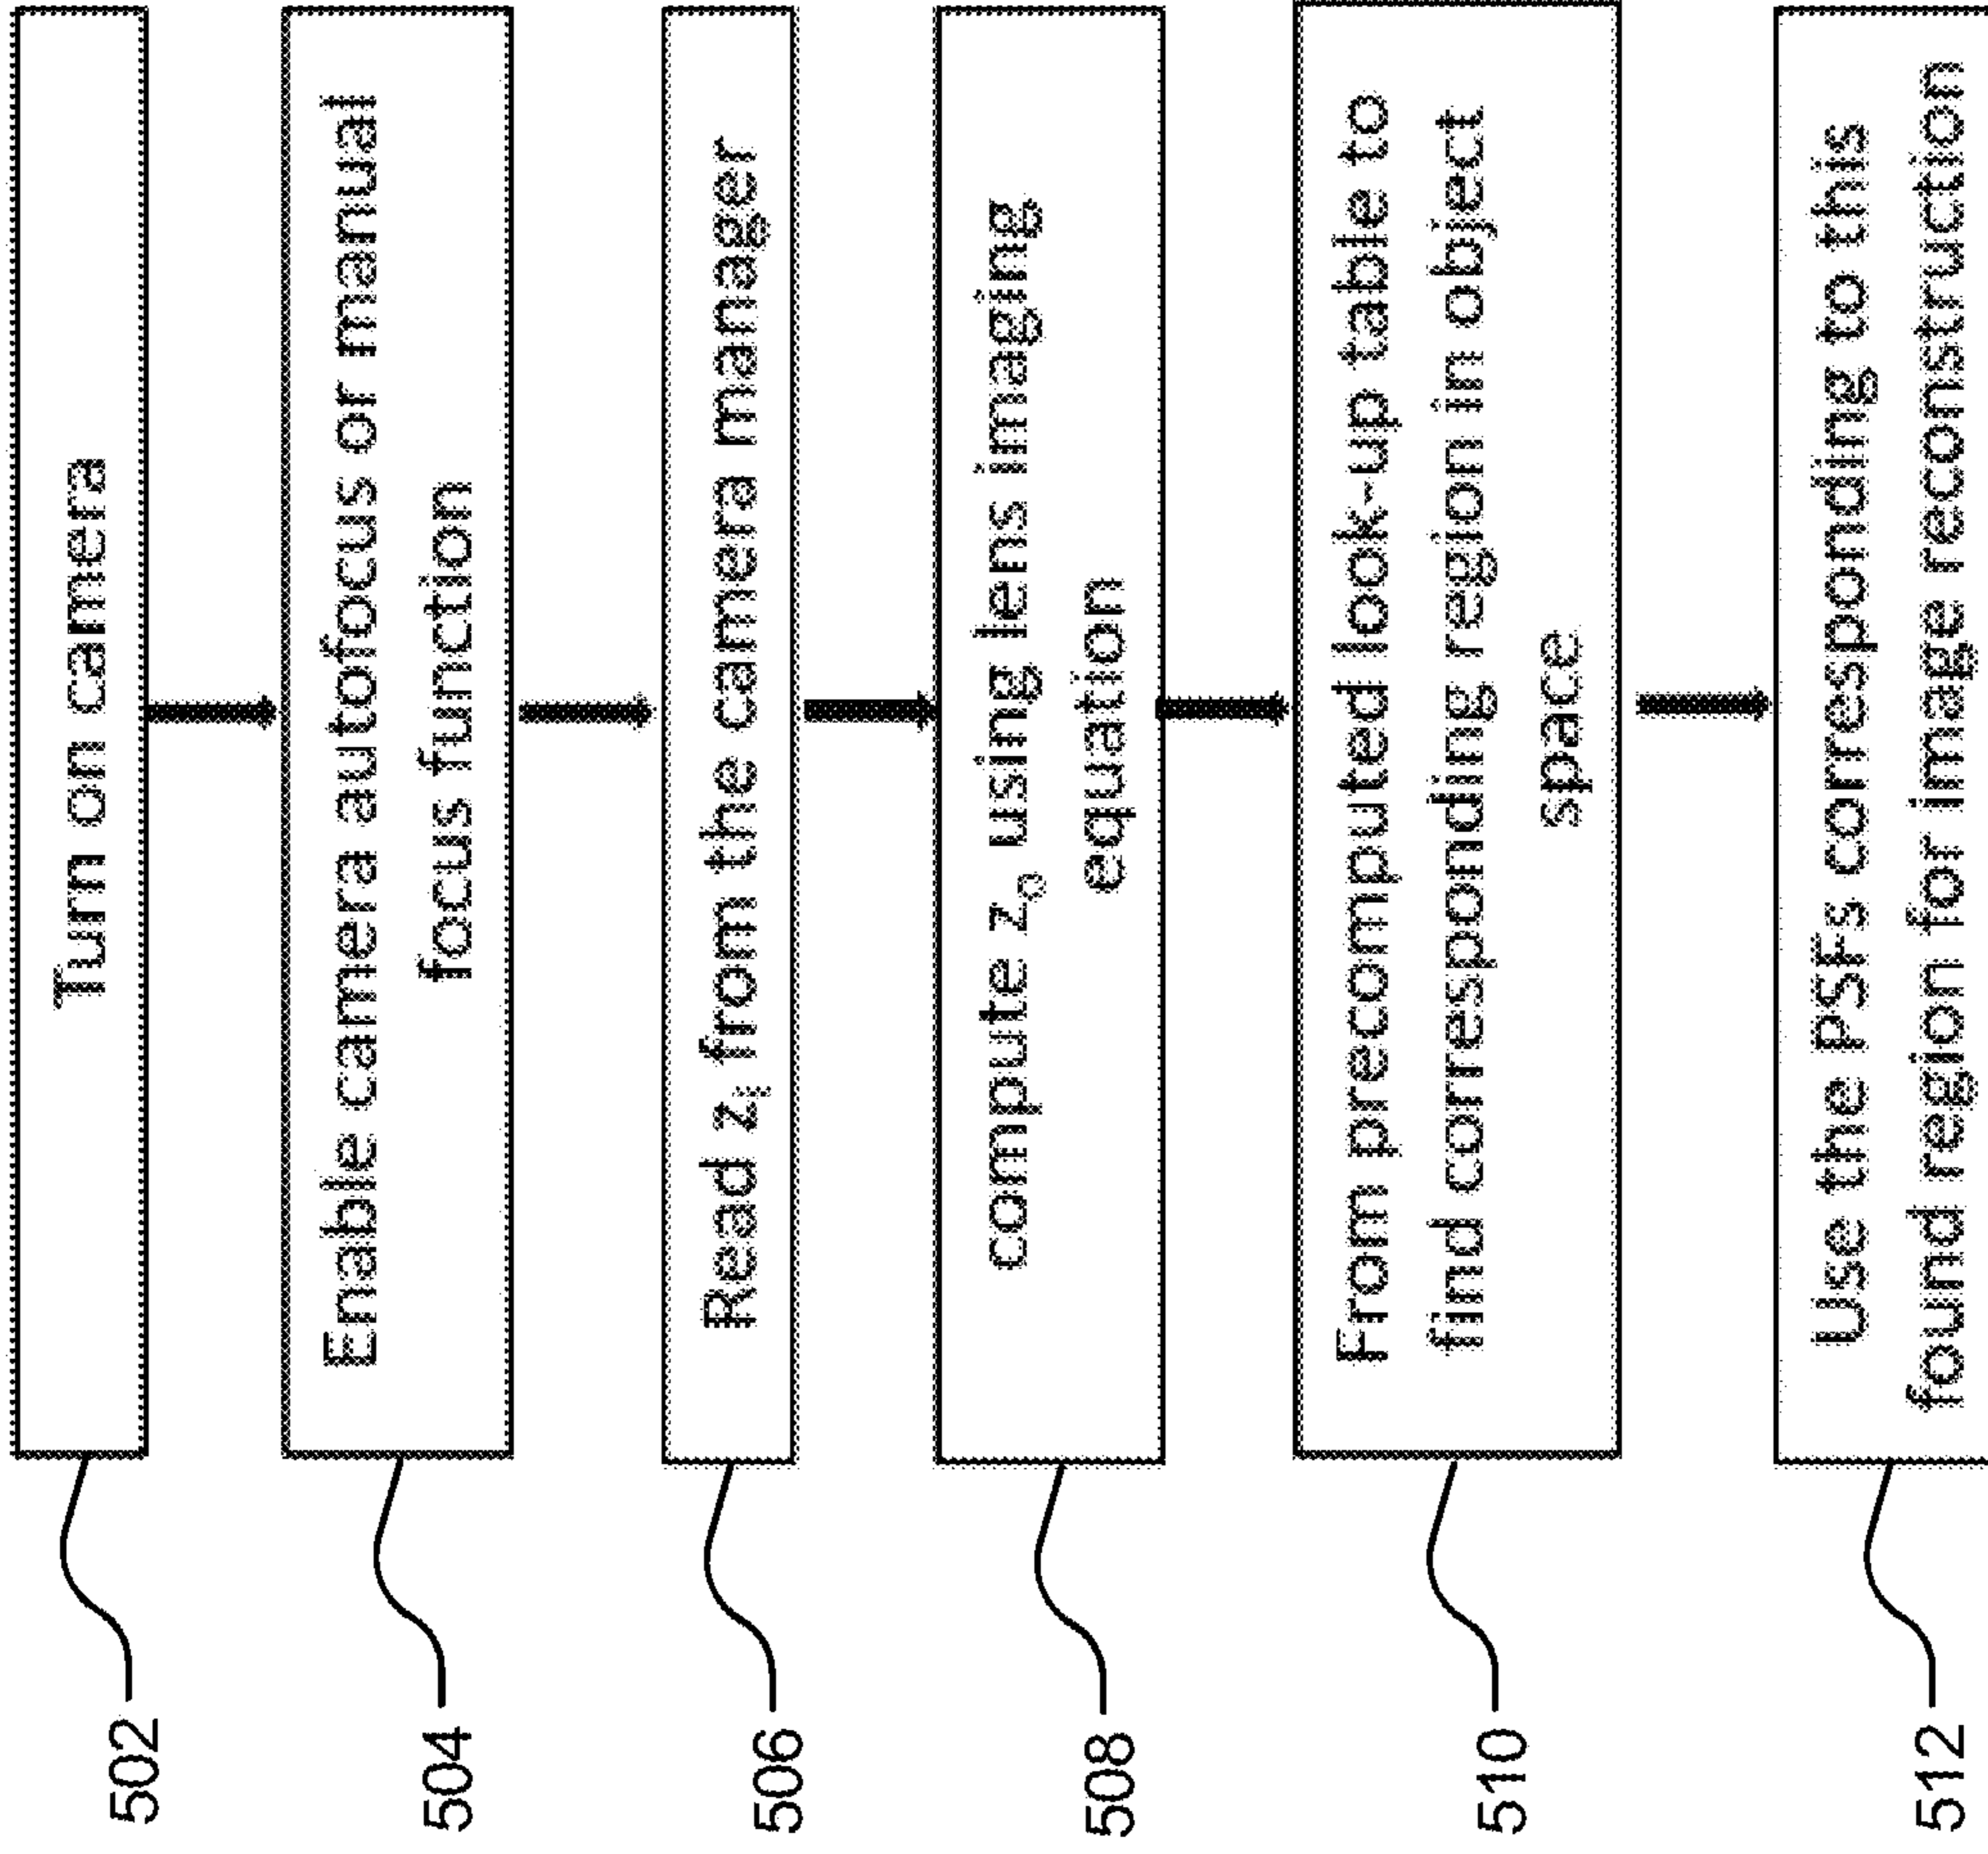 502
Turn on camera
504
Enable camera autofocus or manual
focus function
506
Read zᵢ from the camera manager
508
compute zₒ using lens imaging
equation
510
From precomputed look-up table to
find corresponding region in object
space
512
Use the PSFs corresponding to this
found region for image reconstruction